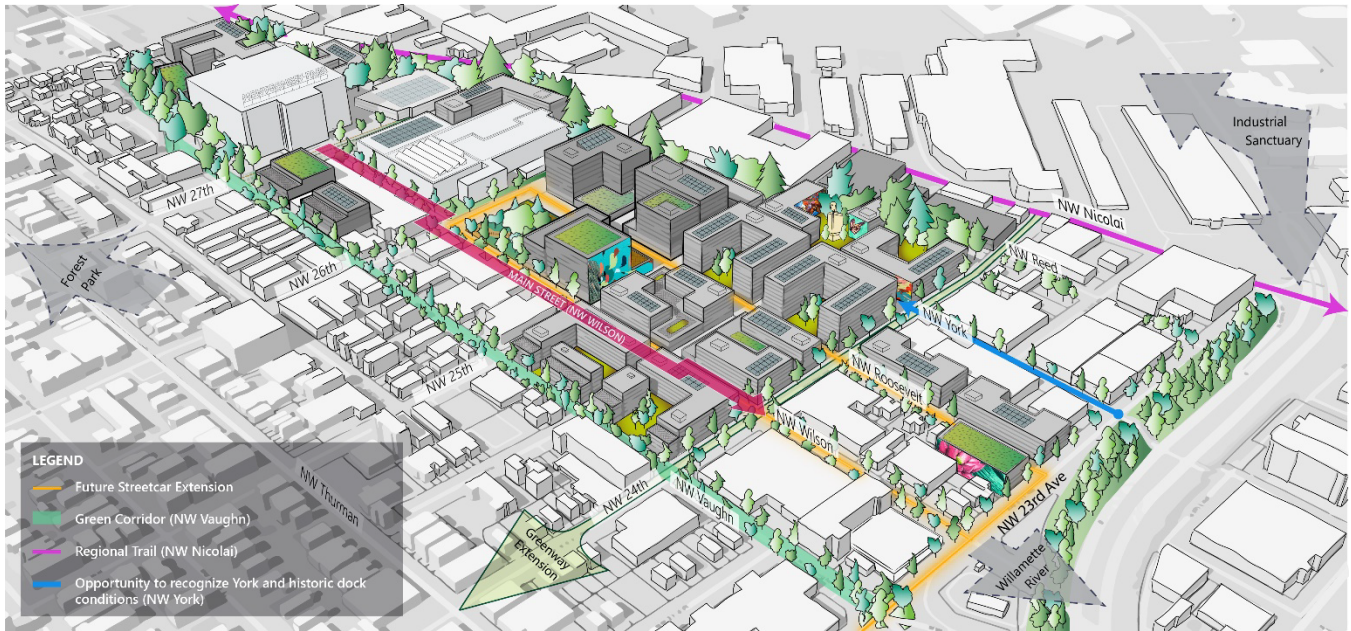 Industrial
Sanctuary
NW Nicolai
NW Reed
NW 27th
Forest
Park
NW 26th
MAIN STREET (NW WILSON)
NW York
NW 25th
NW Roosevelt
NW Wilson
LEGEND
Future Streetcar Extension
Green Corridor (NW Vaughn)
Regional Trail (NW Nicolai)
Opportunity to recognize York and historic dock
conditions (NW York)
NW Thurman
NW 24th
NW Vaughn
NW 23rd Ave
Greenway
Extension
Willamette
River